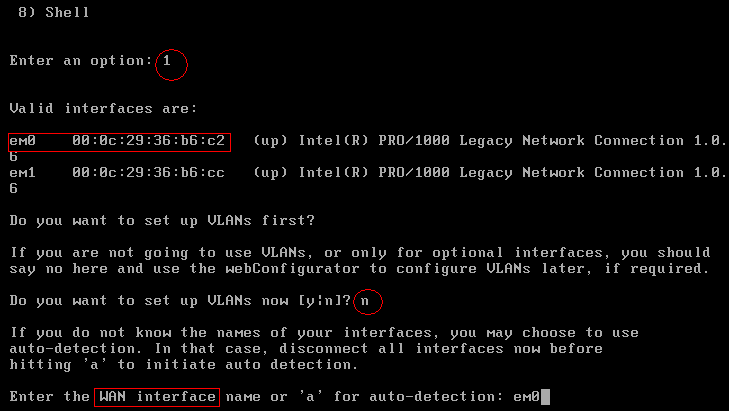 8) Shell
Enter an option: 1
Valid interfaces are:
em0 00:0c:29:36:b6:c2 (up) Intel(R) PRO/1000 Legacy Network Connection 1.0.
6
em1 00:0c:29:36:b6:cc (up) Intel(R) PRO/1000 Legacy Network Connection 1.0.
6
Do you want to set up VLANs first?
If you are not going to use VLANs, or only for optional interfaces, you should
say no here and use the webConfigurator to configure VLANs later, if required.
Do you want to set up VLANs now [y¦n]? n
If you do not know the names of your interfaces, you may choose to use
auto-detection. In that case, disconnect all interfaces now before
hitting 'a' to initiate auto detection.
Enter the WAN interface name or 'a' for auto-detection: em0